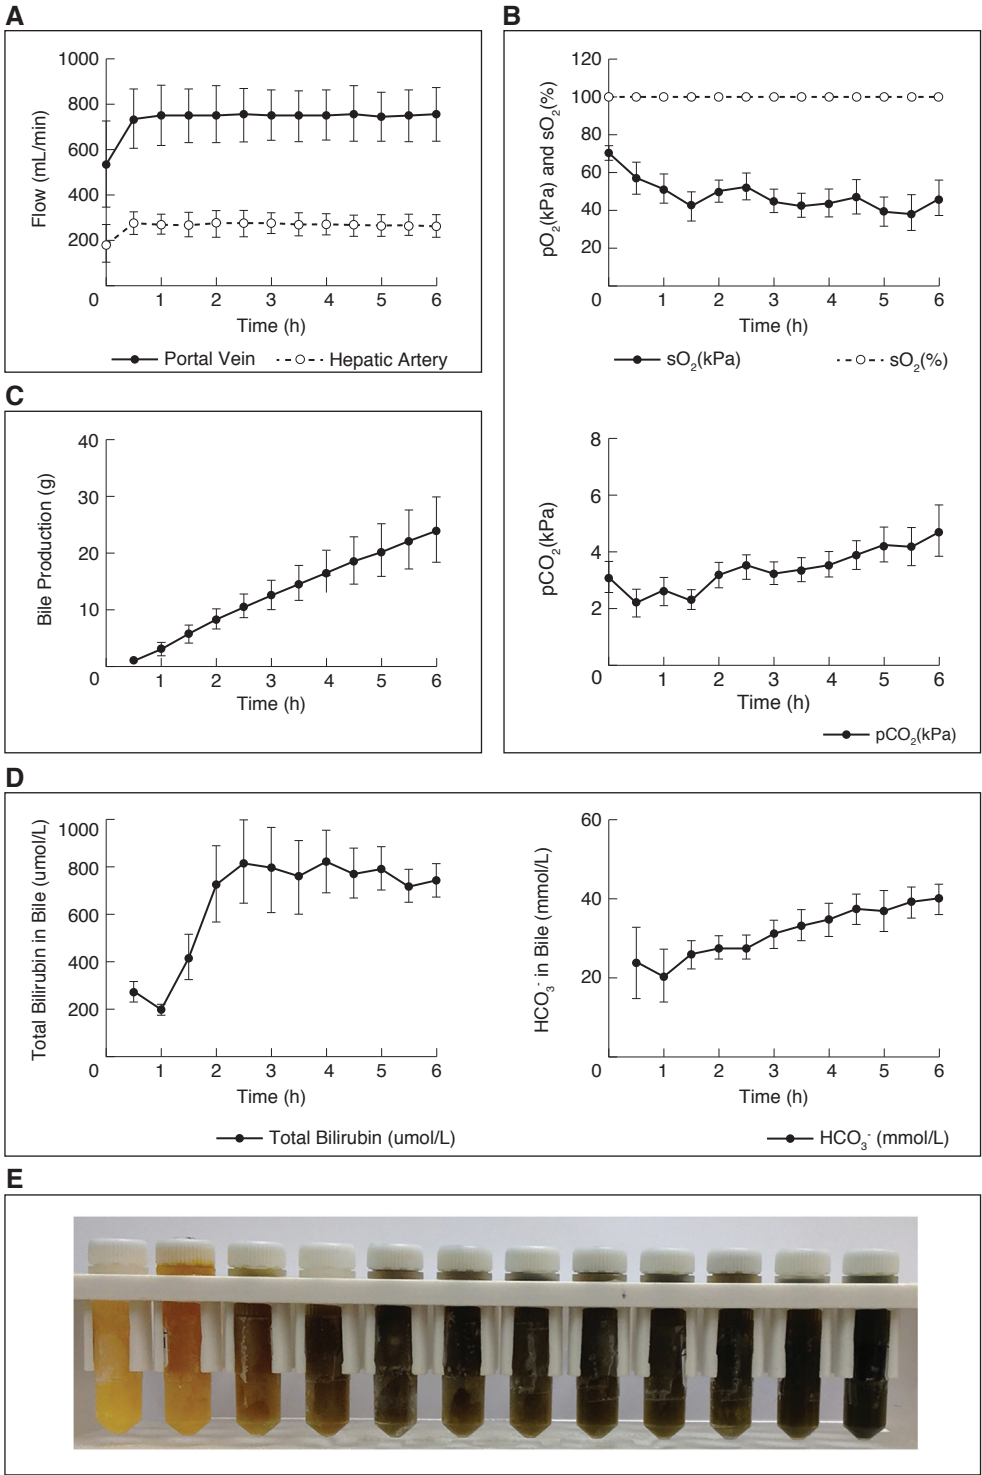 A
1000
800
600
400
200
0
Flow (mL/min)
1 2 3 4 5 6
Time (h)
Portal Vein Hepatic Artery
B
120
100
80
60
40
20
0
pO₂(kPa) and sO₂(%)
1 2 3 4 5 6
Time (h)
sO₂(kPa) sO₂(%)
8
6
4
2
0
pCO₂(kPa)
1 2 3 4 5 6
Time (h)
pCO₂(kPa)
C
40
30
20
10
0
Bile Production (g)
1 2 3 4 5 6
Time (h)
D
1000
800
600
400
200
0
Total Bilirubin in Bile (umol/L)
1 2 3 4 5 6
Time (h)
Total Bilirubin (umol/L)
60
40
20
0
HCO₃⁻ in Bile (mmol/L)
1 2 3 4 5 6
Time (h)
HCO₃⁻ (mmol/L)
E